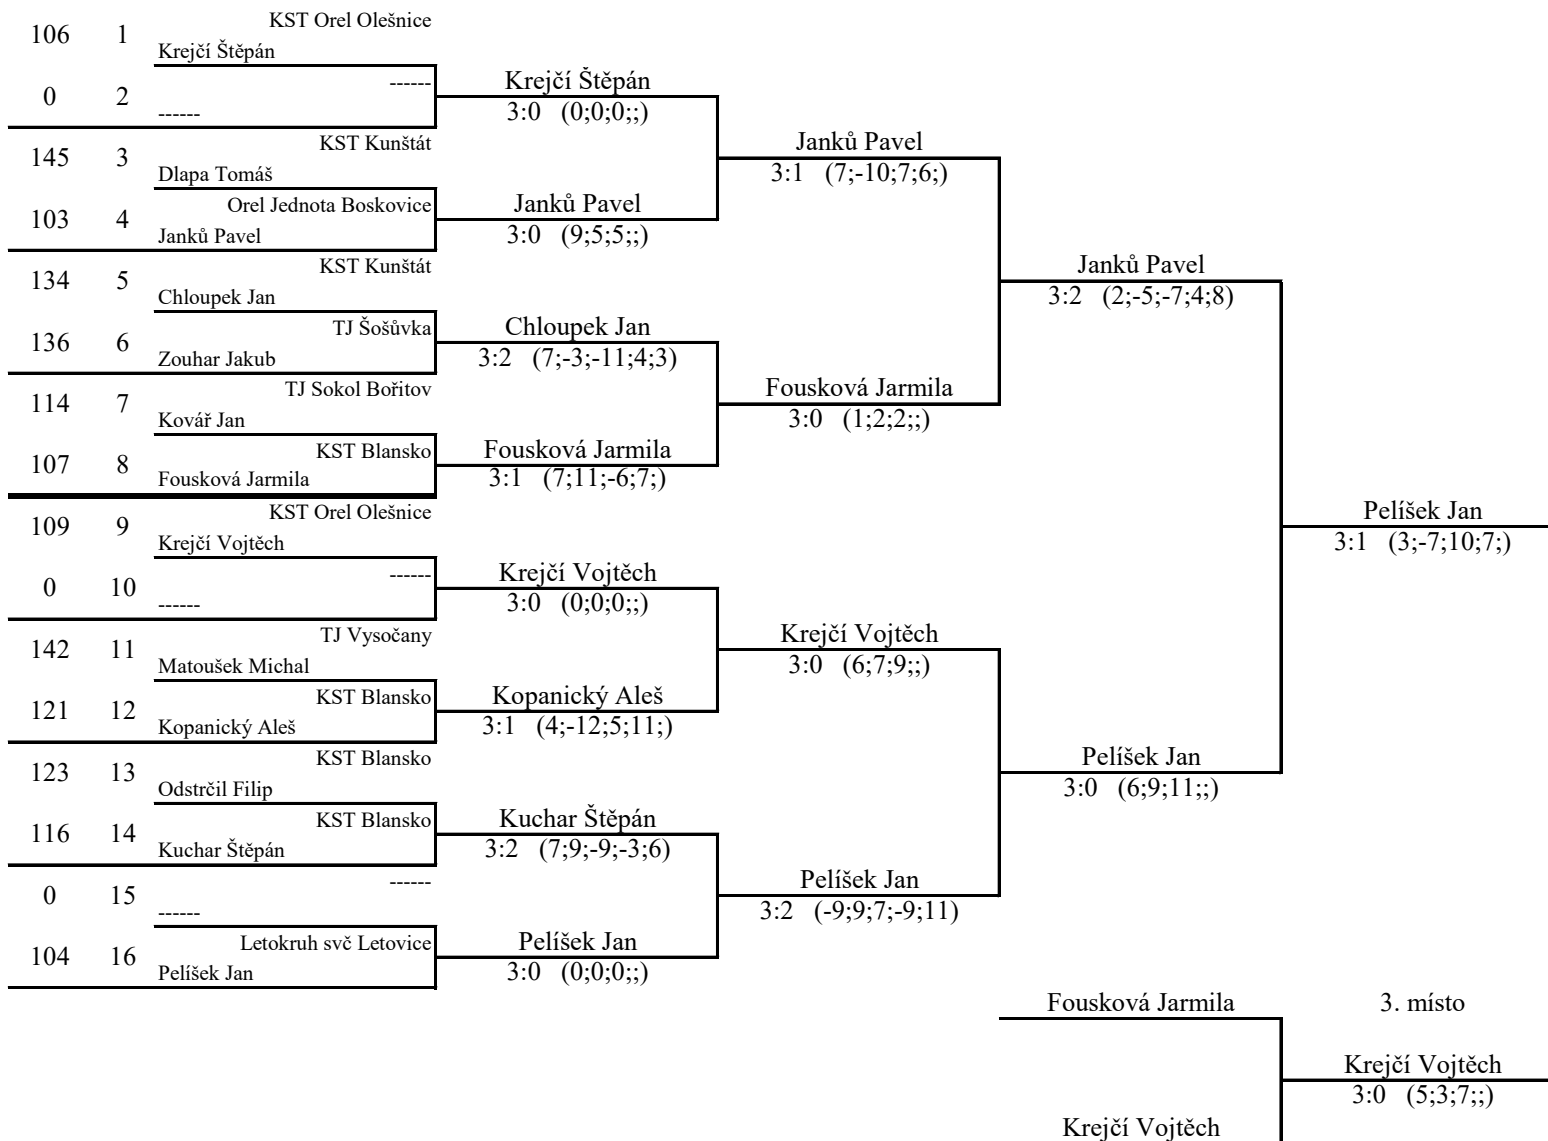 KST Orel Olešnice
106 1
Krejčí Štěpán
------ Krejčí Štěpán
0 2 3:0 (0;0;0;;)
------
KST Kunštát Janků Pavel
145 3 3:1 (7;-10;7;6;)
Dlapa Tomáš
Orel Jednota Boskovice Janků Pavel
103 4 3:0 (9;5;5;;)
Janků Pavel
KST Kunštát Janků Pavel
134 5 3:2 (2;-5;-7;4;8)
Chloupek Jan
TJ Šošůvka Chloupek Jan
136 6 3:2 (7;-3;-11;4;3)
Zouhar Jakub
TJ Sokol Bořitov Fousková Jarmila
114 7 3:0 (1;2;2;;)
Kovář Jan
KST Blansko Fousková Jarmila
107 8 3:1 (7;11;-6;7;)
Fousková Jarmila
KST Orel Olešnice Pelíšek Jan
109 9 3:1 (3;-7;10;7;)
Krejčí Vojtěch
------ Krejčí Vojtěch
0 10 3:0 (0;0;0;;)
------
TJ Vysočany Krejčí Vojtěch
142 11 3:0 (6;7;9;;)
Matoušek Michal
KST Blansko Kopanický Aleš
121 12 3:1 (4;-12;5;11;)
Kopanický Aleš
KST Blansko Pelíšek Jan
123 13 3:0 (6;9;11;;)
Odstrčil Filip
KST Blansko Kuchar Štěpán
116 14 3:2 (7;9;-9;-3;6)
Kuchar Štěpán
------ Pelíšek Jan
0 15 3:2 (-9;9;7;-9;11)
------
Letokruh svč Letovice Pelíšek Jan
104 16 3:0 (0;0;0;;)
Pelíšek Jan
Fousková Jarmila 3. místo
Krejčí Vojtěch
3:0 (5;3;7;;)
Krejčí Vojtěch